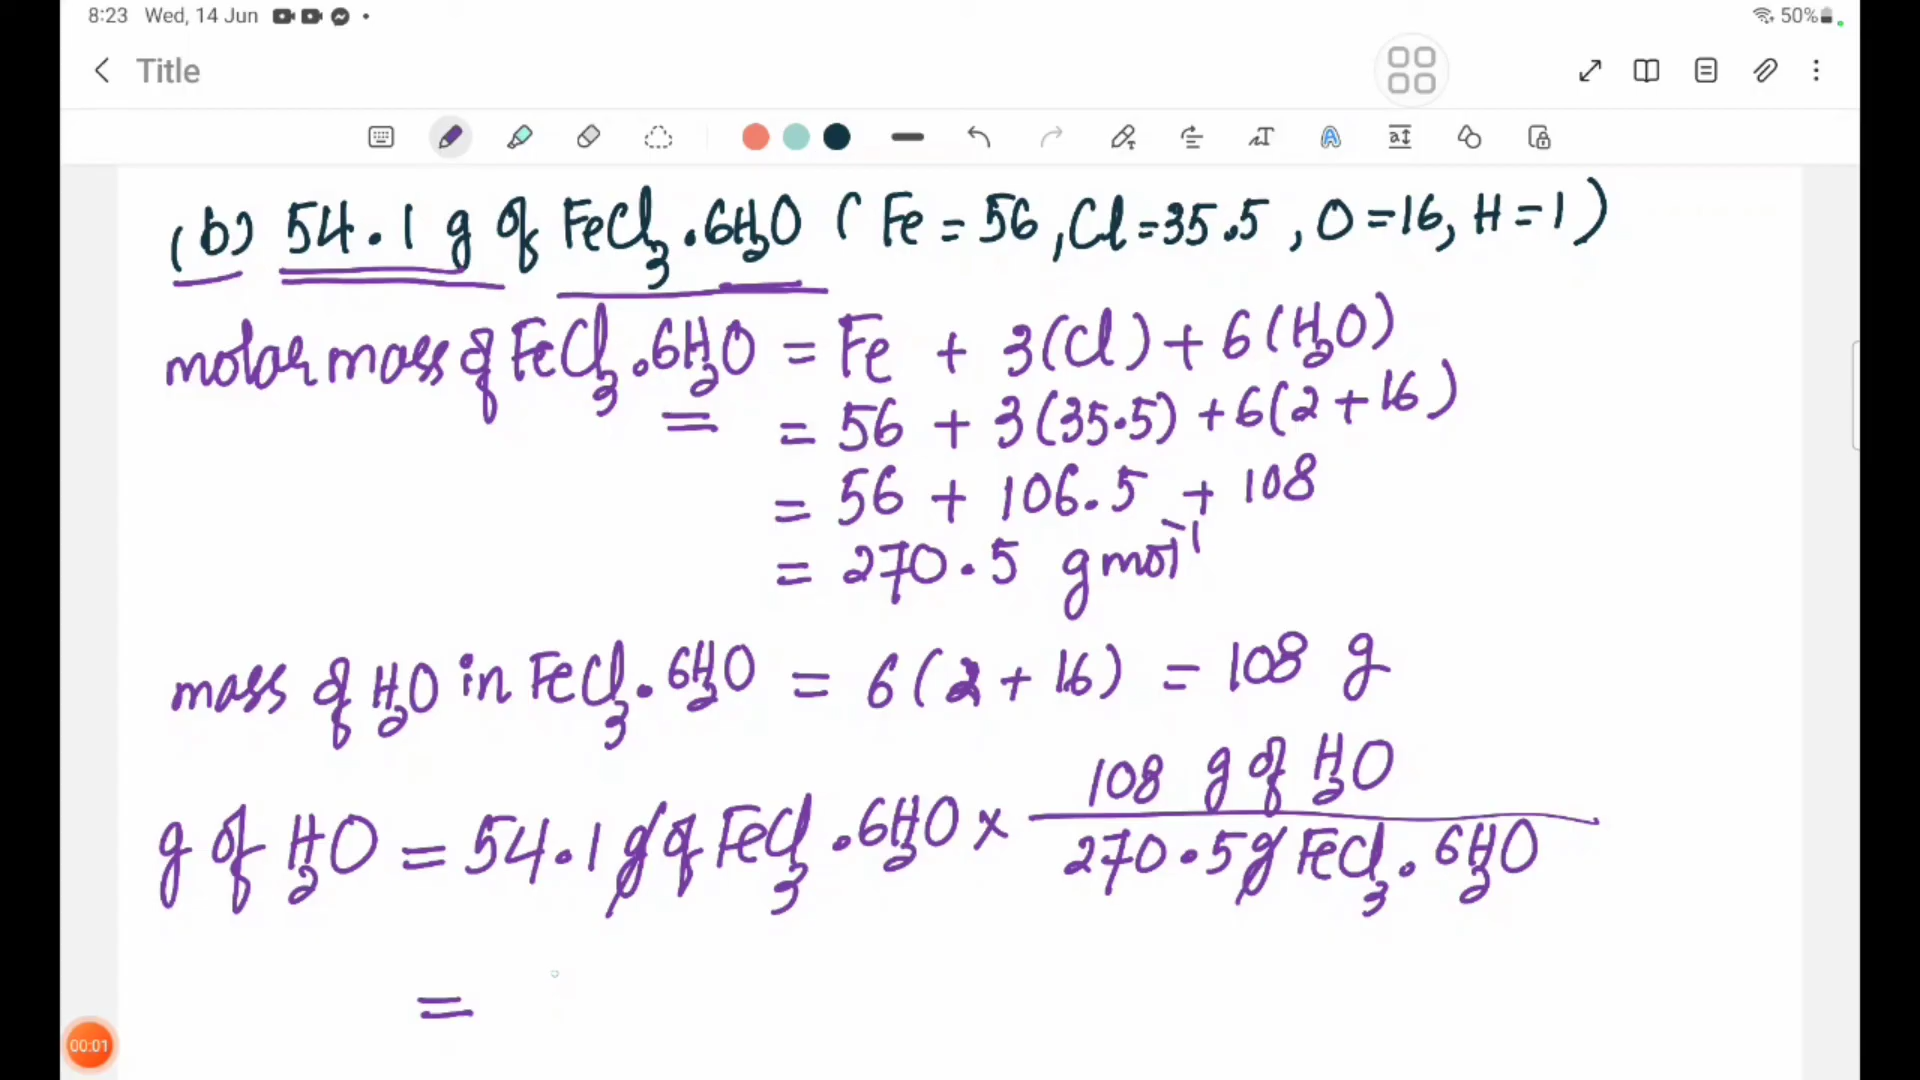 8:23 Wed, 14 Jun
50%
Title
(b) 54.1 g of FeCl₃.6H₂O ( Fe = 56, Cl = 35.5, O = 16, H = 1 )
molar mass of FeCl₃.6H₂O = Fe + 3(Cl) + 6(H₂O)
= 56 + 3(35.5) + 6(2 + 16)
= 56 + 106.5 + 108
= 270.5 g mol⁻¹
mass of H₂O in FeCl₃.6H₂O = 6(2 + 16) = 108 g
108 g of H₂O
g of H₂O = 54.1 g of FeCl₃.6H₂O ×
270.5 g FeCl₃.6H₂O
=
00:01